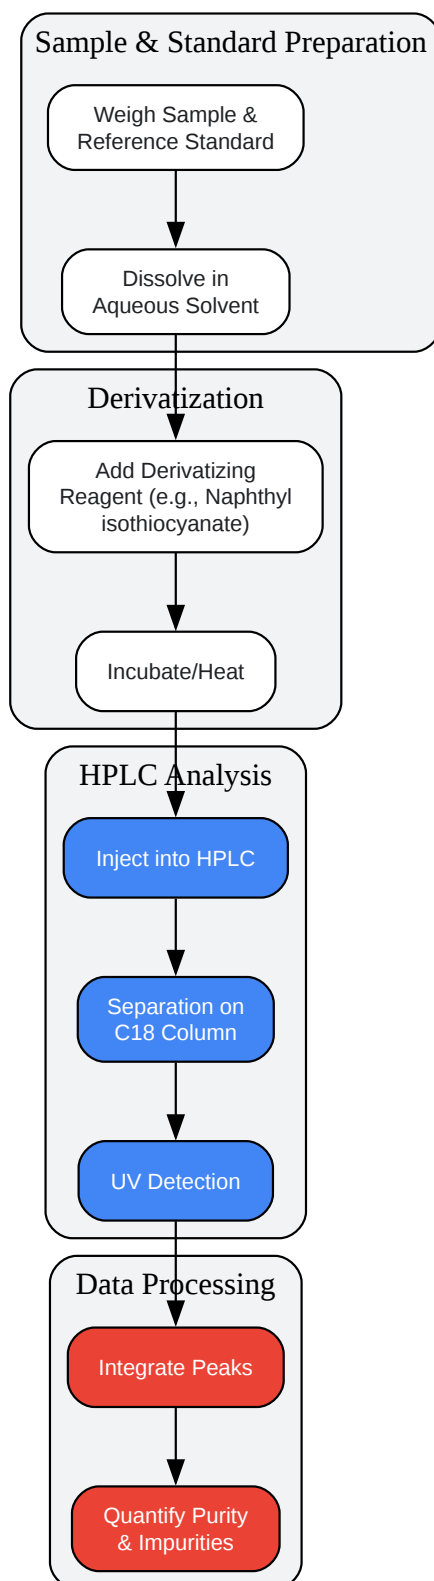 Sample & Standard Preparation
Weigh Sample &
Reference Standard
Dissolve in
Aqueous Solvent
Derivatization
Add Derivatizing
Reagent (e.g., Naphthyl
isothiocyanate)
Incubate/Heat
HPLC Analysis
Inject into HPLC
Separation on
C18 Column
UV Detection
Data Processing
Integrate Peaks
Quantify Purity
& Impurities